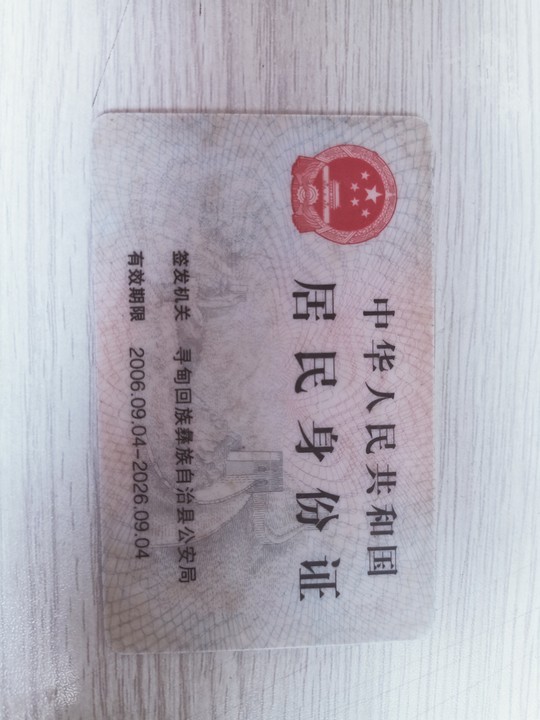 中华人民共和国
居民身份证
签发机关 寻甸回族彝族自治县公安局
有效期限 2006.09.04-2026.09.04